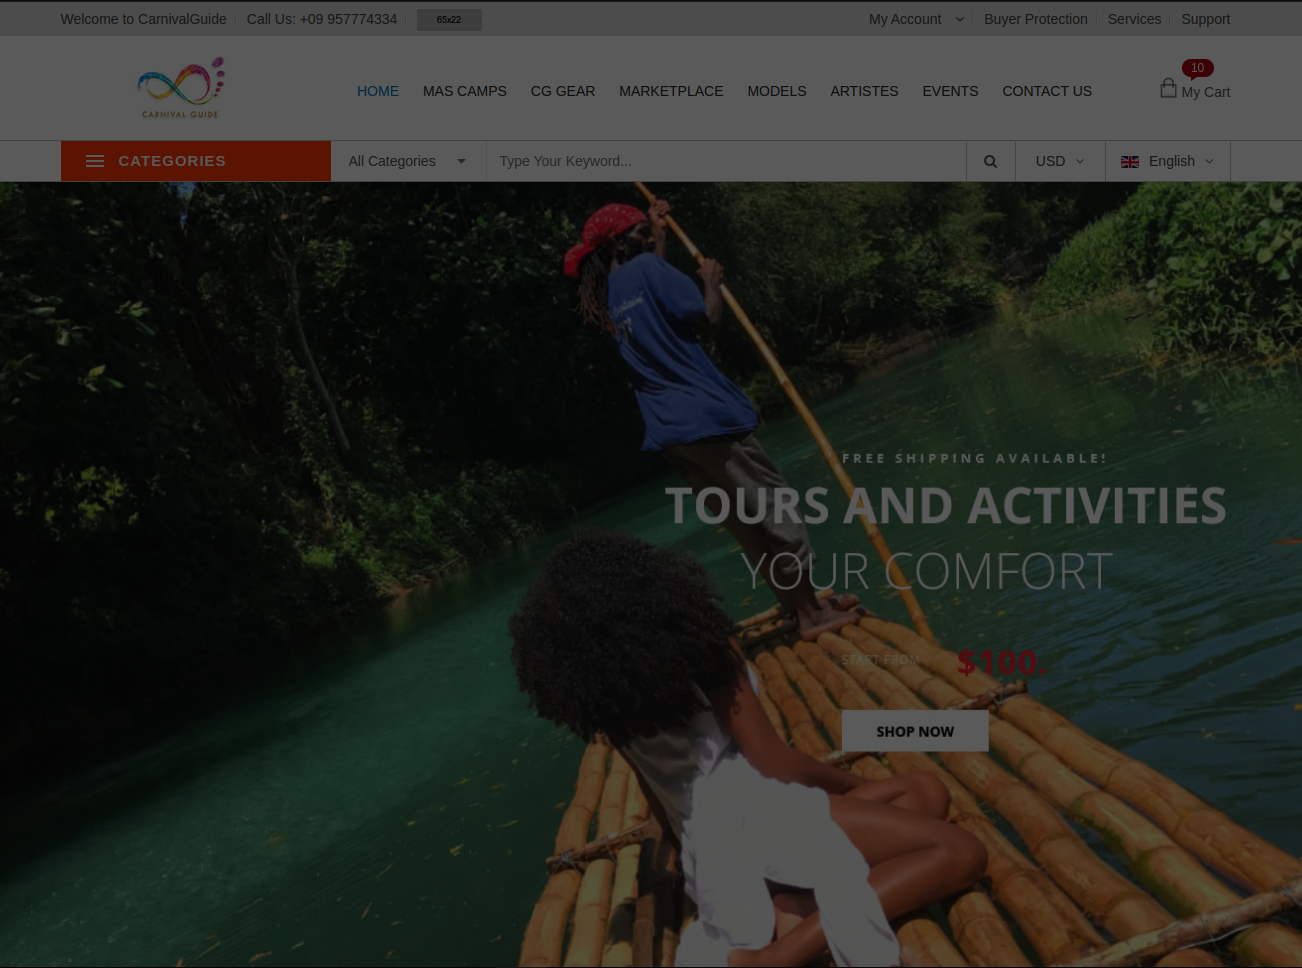 Welcome to CarnivalGuide
Call Us: +09 957774334
65x22
My Account
Buyer Protection
Services
Support
CARNIVAL GUIDE
HOME
MAS CAMPS
CG GEAR
MARKETPLACE
MODELS
ARTISTES
EVENTS
CONTACT US
10
My Cart
CATEGORIES
All Categories
Type Your Keyword...
USD
English
FREE SHIPPING AVAILABLE!
TOURS AND ACTIVITIES
YOUR COMFORT
START FROM
$100.
SHOP NOW